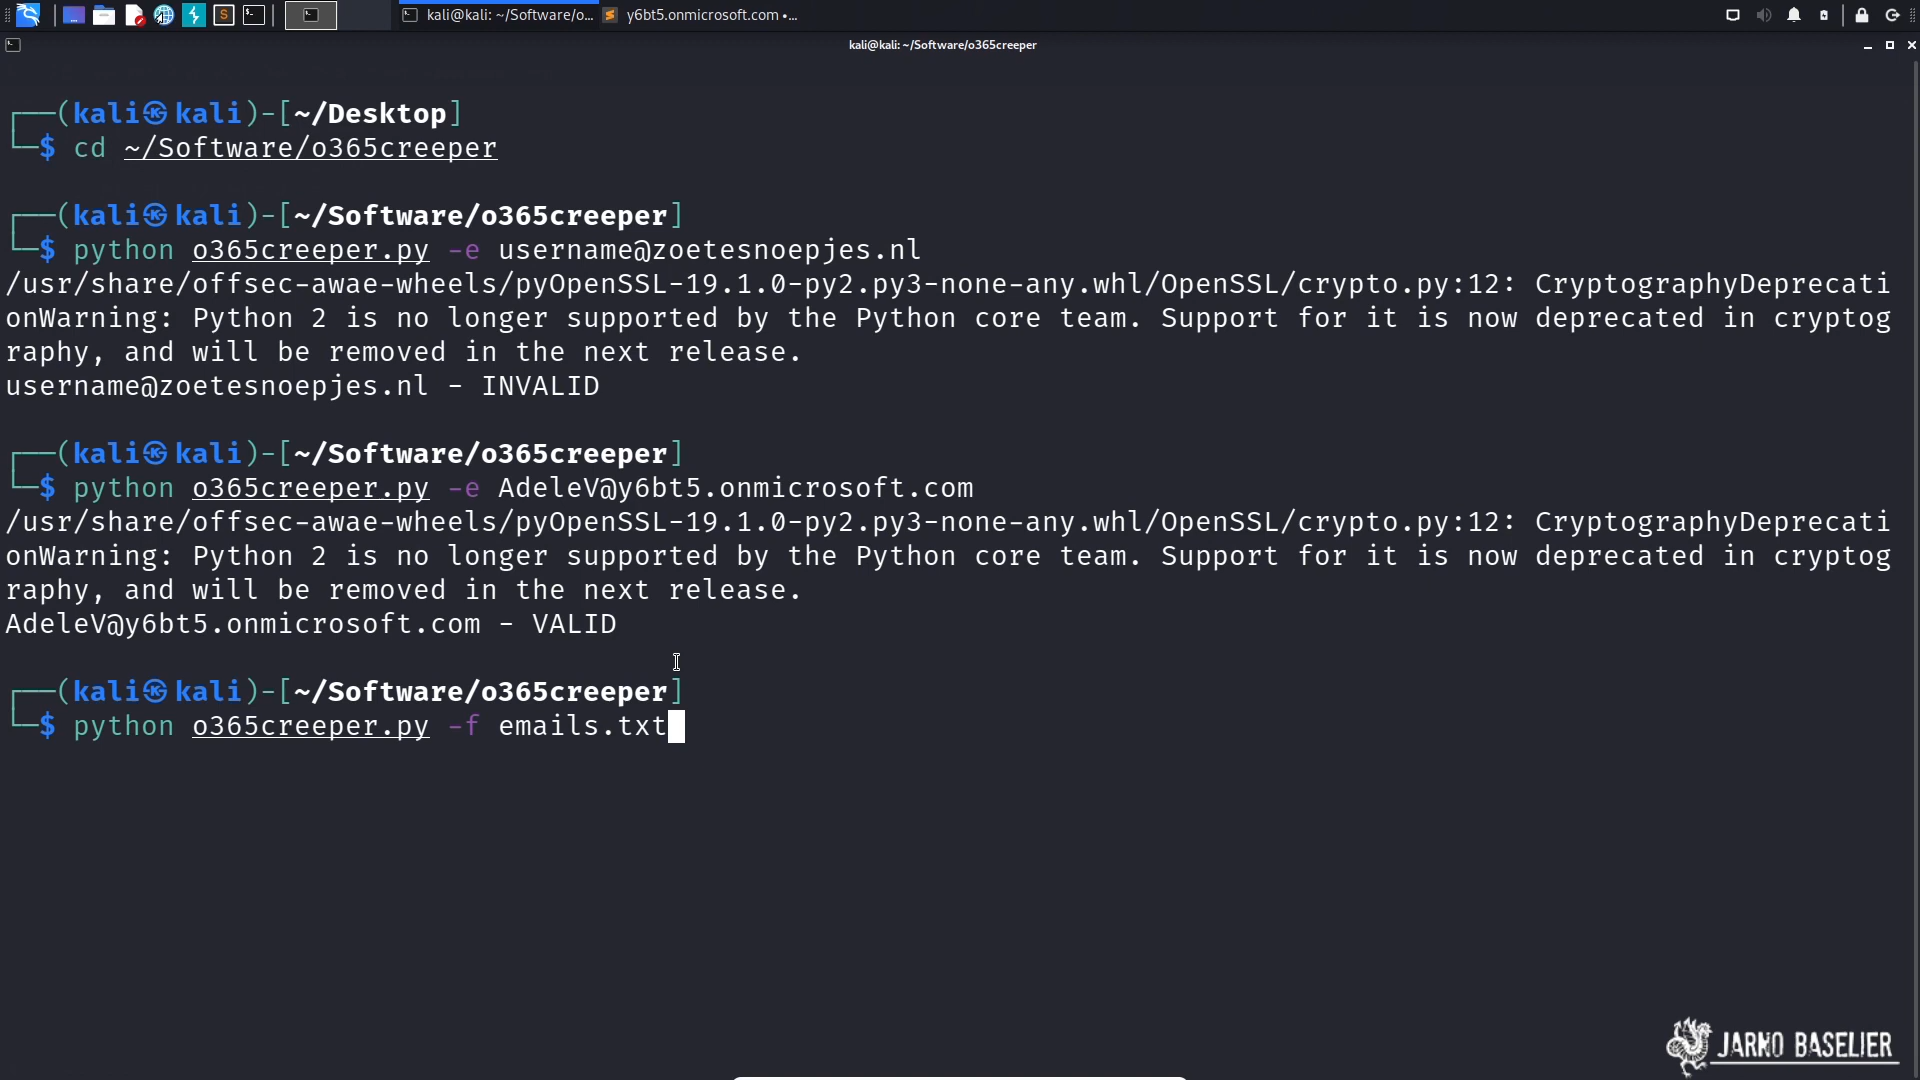 kali@kali: ~/Software/o... y6bt5.onmicrosoft.com •...
kali@kali: ~/Software/o365creeper
┌──(kali㉿kali)-[~/Desktop]
└─$ cd ~/Software/o365creeper
┌──(kali㉿kali)-[~/Software/o365creeper]
└─$ python o365creeper.py -e username@zoetesnoepjes.nl
/usr/share/offsec-awae-wheels/pyOpenSSL-19.1.0-py2.py3-none-any.whl/OpenSSL/crypto.py:12: CryptographyDeprecati
onWarning: Python 2 is no longer supported by the Python core team. Support for it is now deprecated in cryptog
raphy, and will be removed in the next release.
username@zoetesnoepjes.nl - INVALID
┌──(kali㉿kali)-[~/Software/o365creeper]
└─$ python o365creeper.py -e AdeleV@y6bt5.onmicrosoft.com
/usr/share/offsec-awae-wheels/pyOpenSSL-19.1.0-py2.py3-none-any.whl/OpenSSL/crypto.py:12: CryptographyDeprecati
onWarning: Python 2 is no longer supported by the Python core team. Support for it is now deprecated in cryptog
raphy, and will be removed in the next release.
AdeleV@y6bt5.onmicrosoft.com - VALID
┌──(kali㉿kali)-[~/Software/o365creeper]
└─$ python o365creeper.py -f emails.txt
JARNO BASELIER